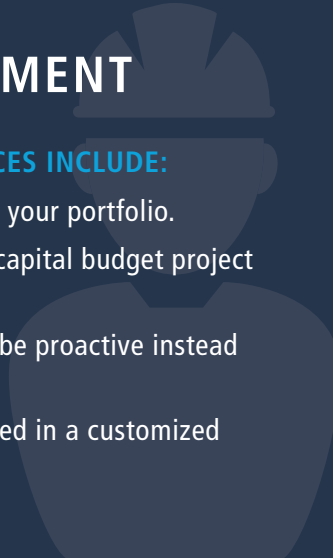 MENT
CES INCLUDE:
your portfolio.
capital budget project
be proactive instead
ed in a customized